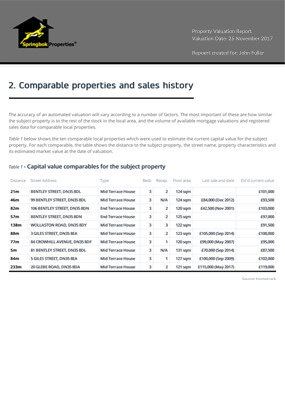 Springbok Properties
Property Valuation Report
Valuation Date: 25 November 2017
Report created for: John Fuller
2. Comparable properties and sales history
The accuracy of an automated valuation will vary according to a number of factors. The most important of these are how similar
the subject property is to the rest of the stock in the local area, and the volume of available mortgage valuations and registered
sales data for comparable local properties.
Table 1 below shows the ten comparable local properties which were used to estimate the current capital value for the subject
property. For each comparable, the table shows the distance to the subject property, the street name, property characteristics and
its estimated market value at the date of valuation.
Table 1 • Capital value comparables for the subject property
Distance Street Address Type Beds Recep. Floor area Last sale and date
21m BENTLEY STREET, DN35 8DL Mid Terrace House 3 2 124 sqm £101,000
46m 99 BENTLEY STREET, DN35 8DL Mid Terrace House 3 N/A 124 sqm £84,000 (Dec 2012) £93,500
82m 106 BENTLEY STREET, DN35 8DN End Terrace House 3 2 120 sqm £42,500 (Nov 2001) £103,000
57m BENTLEY STREET, DN35 8DN End Terrace House 3 2 125 sqm £97,000
138m WOLLASTON ROAD, DN35 8DY Mid Terrace House 3 3 122 sqm £91,500
88m 3 GILES STREET, DN35 8EA Mid Terrace House 3 2 123 sqm £105,000 (Sep 2014) £108,000
77m 86 CROWHILL AVENUE, DN35 8DF Mid Terrace House 3 1 120 sqm £99,000 (May 2007) £95,000
5m 81 BENTLEY STREET, DN35 8DL Mid Terrace House 3 N/A 131 sqm £70,000 (Sep 2014) £87,500
84m 5 GILES STREET, DN35 8EA Mid Terrace House 3 1 127 sqm £100,000 (Sep 2009) £102,000
233m 20 GLEBE ROAD, DN35 8DA Mid Terrace House 3 2 121 sqm £115,000 (May 2017) £119,000